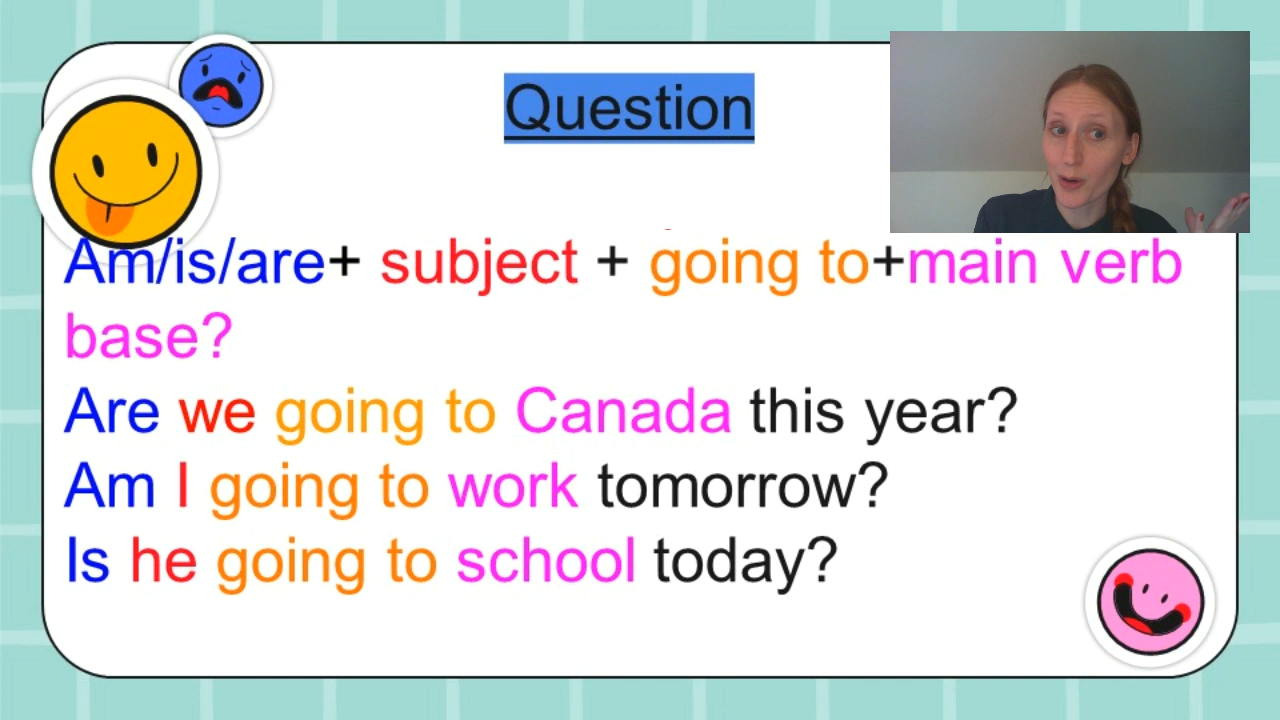 Question
Am/is/are+ subject + going to+main verb
base?
Are we going to Canada this year?
Am I going to work tomorrow?
Is he going to school today?